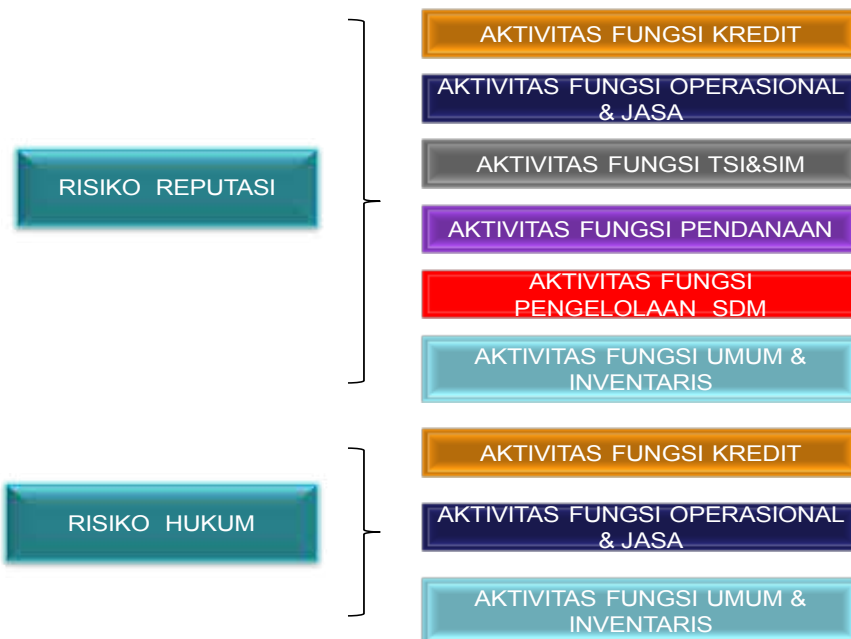 RISIKO REPUTASI
AKTIVITAS FUNGSI KREDIT
AKTIVITAS FUNGSI OPERASIONAL
& JASA
AKTIVITAS FUNGSI TSI&SIM
AKTIVITAS FUNGSI PENDANAAN
AKTIVITAS FUNGSI
PENGELOLAAN SDM
AKTIVITAS FUNGSI UMUM &
INVENTARIS
RISIKO HUKUM
AKTIVITAS FUNGSI KREDIT
AKTIVITAS FUNGSI OPERASIONAL
& JASA
AKTIVITAS FUNGSI UMUM &
INVENTARIS